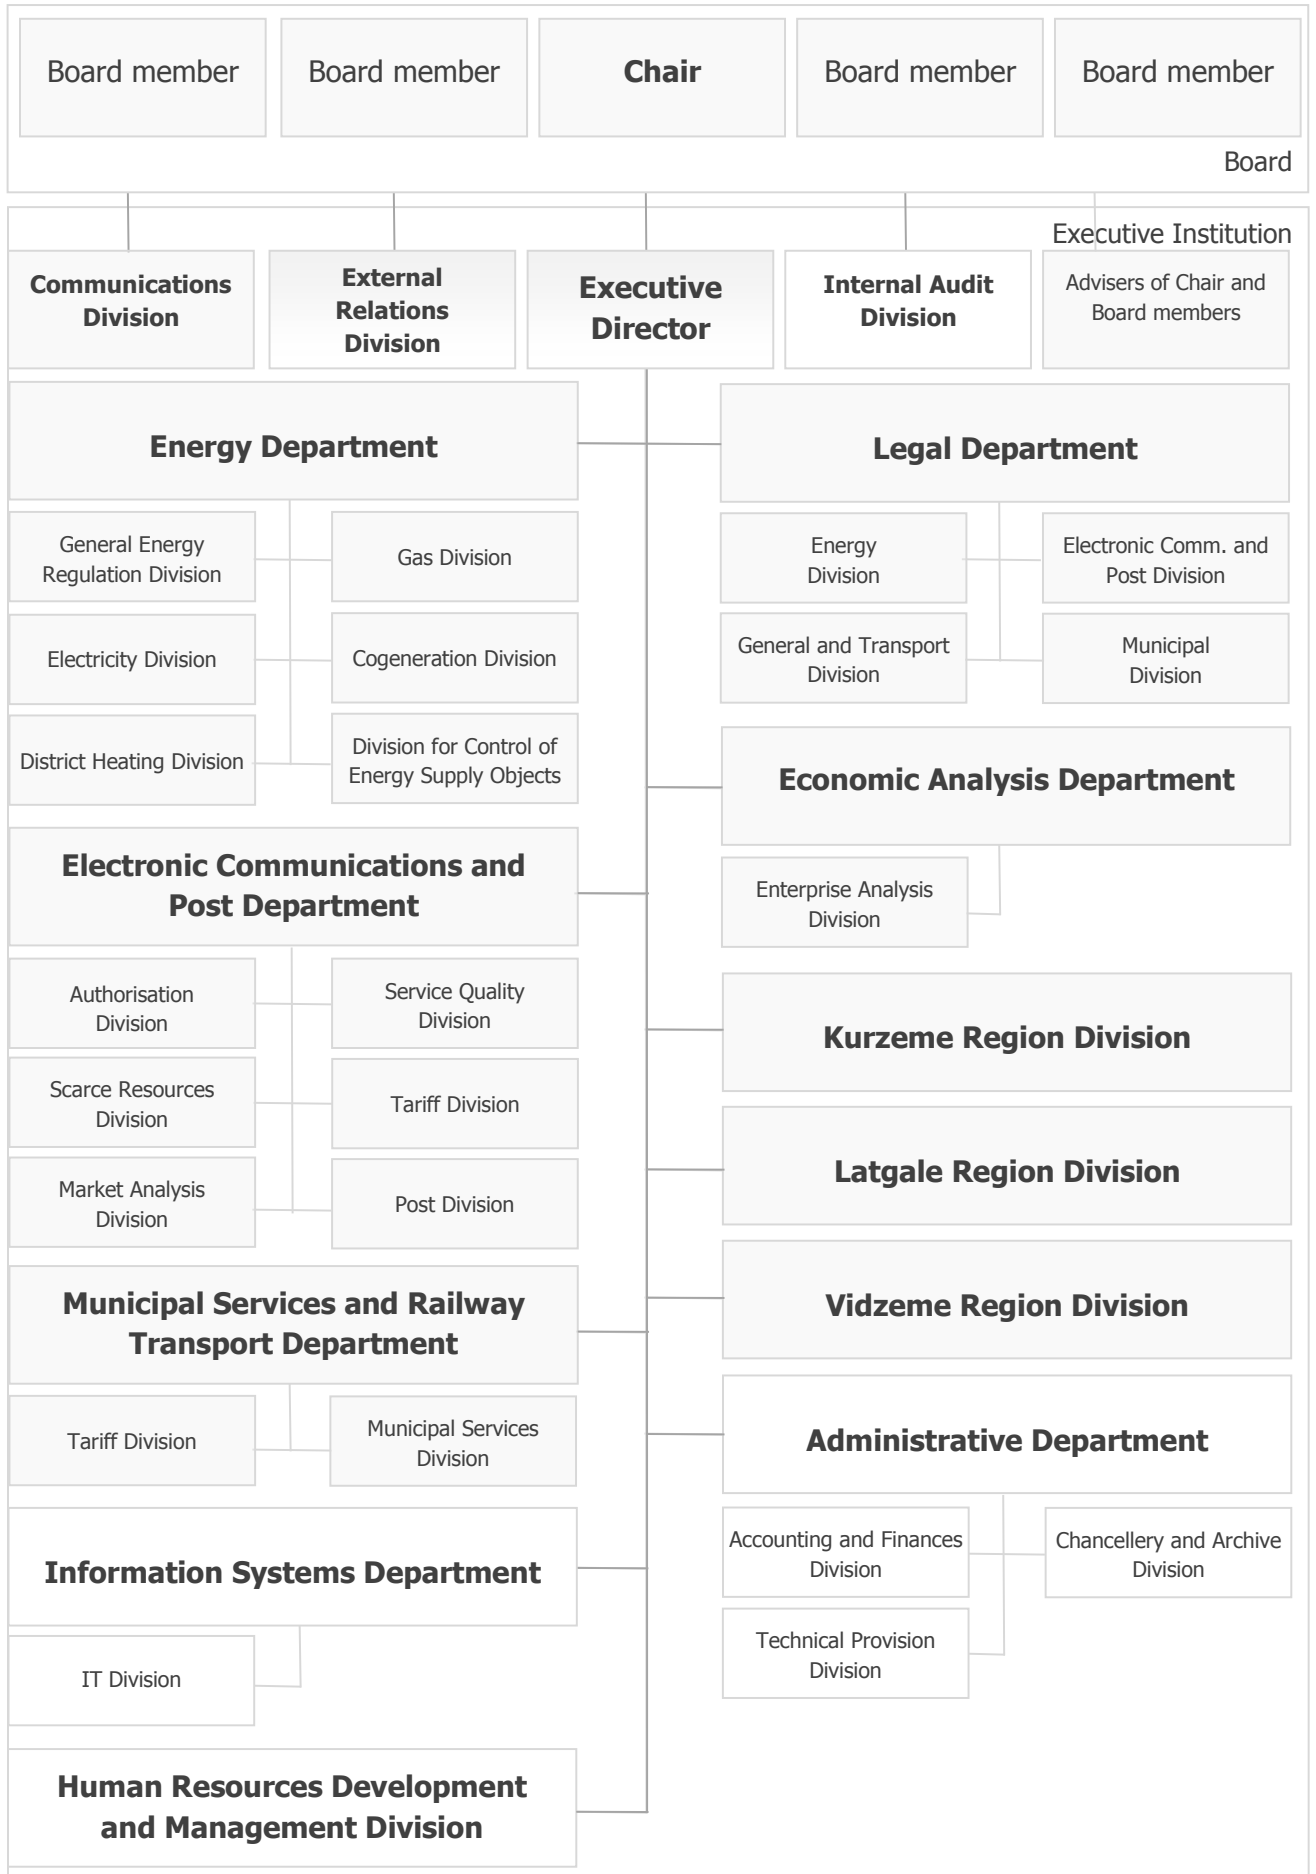 Board member
Board member
Chair
Board member
Board member
Board
Executive Institution
Communications
Division
External
Relations
Division
Executive
Director
Internal Audit
Division
Advisers of Chair and
Board members
Energy Department
General Energy
Regulation Division
Gas Division
Electricity Division
Cogeneration Division
District Heating Division
Division for Control of
Energy Supply Objects
Legal Department
Energy
Division
Electronic Comm. and
Post Division
General and Transport
Division
Municipal
Division
Economic Analysis Department
Enterprise Analysis
Division
Electronic Communications and
Post Department
Authorisation
Division
Service Quality
Division
Scarce Resources
Division
Tariff Division
Market Analysis
Division
Post Division
Kurzeme Region Division
Latgale Region Division
Vidzeme Region Division
Municipal Services and Railway
Transport Department
Tariff Division
Municipal Services
Division
Administrative Department
Accounting and Finances
Division
Chancellery and Archive
Division
Technical Provision
Division
Information Systems Department
IT Division
Human Resources Development
and Management Division